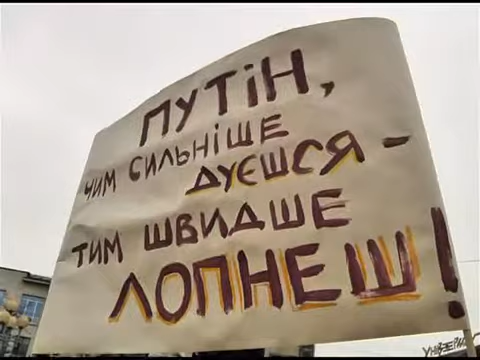 ПУТІН,
ЧИМ СИЛЬНІШЕ
ДУЄШСЯ -
ТИМ ШВИДШЕ
ЛОПНЕШ!